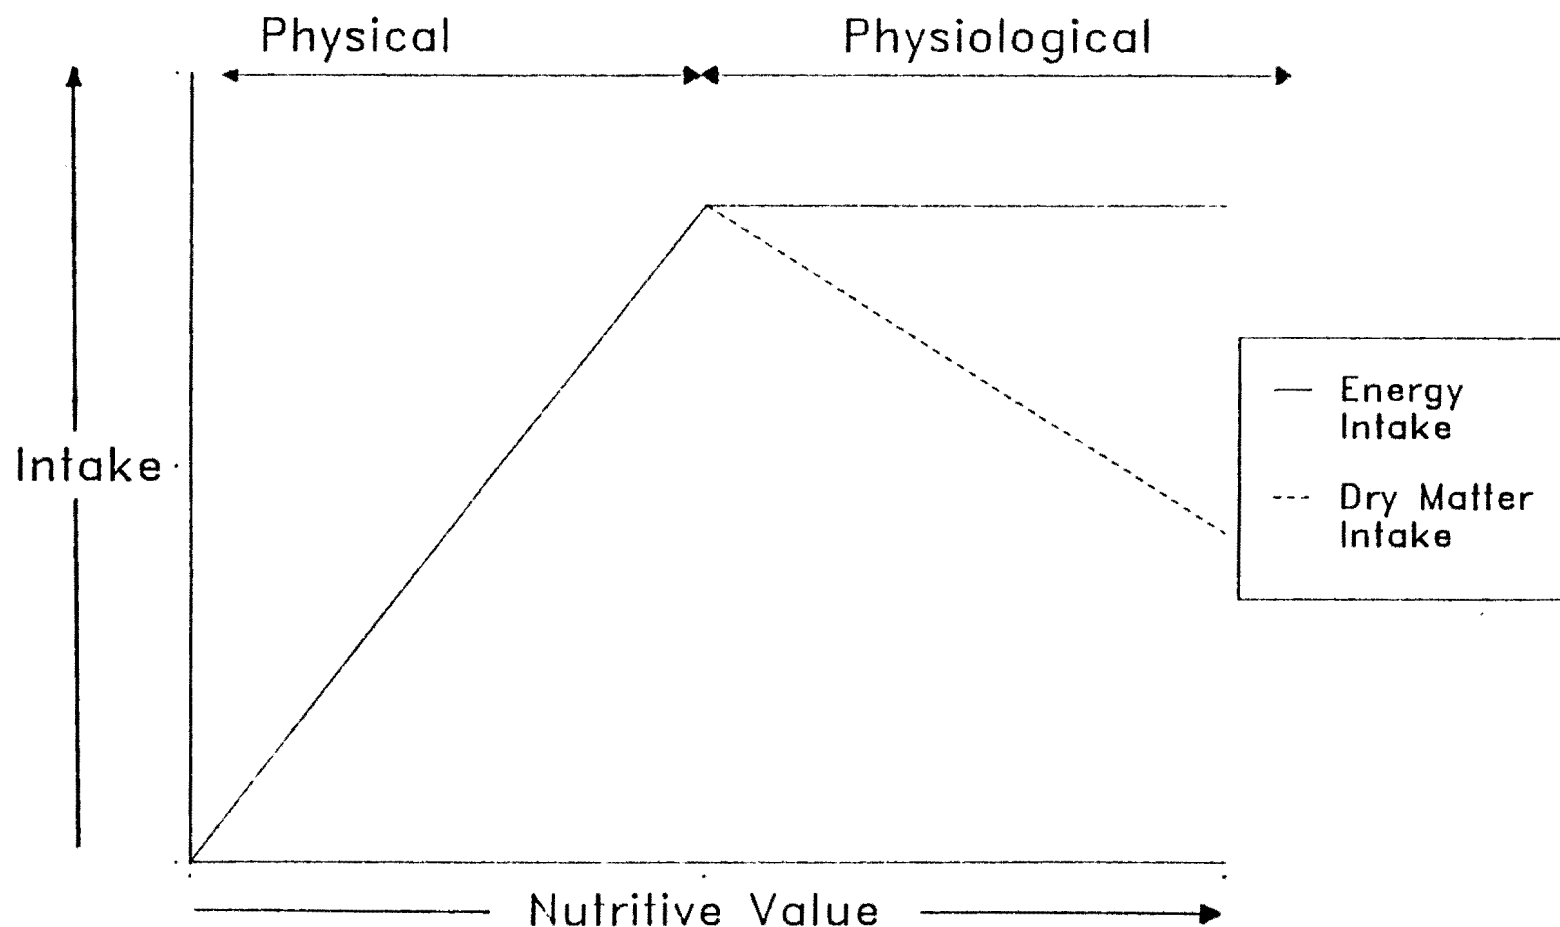 Physical
Physiological
Intake
Energy
Intake
Dry Matter
Intake
Nutritive Value